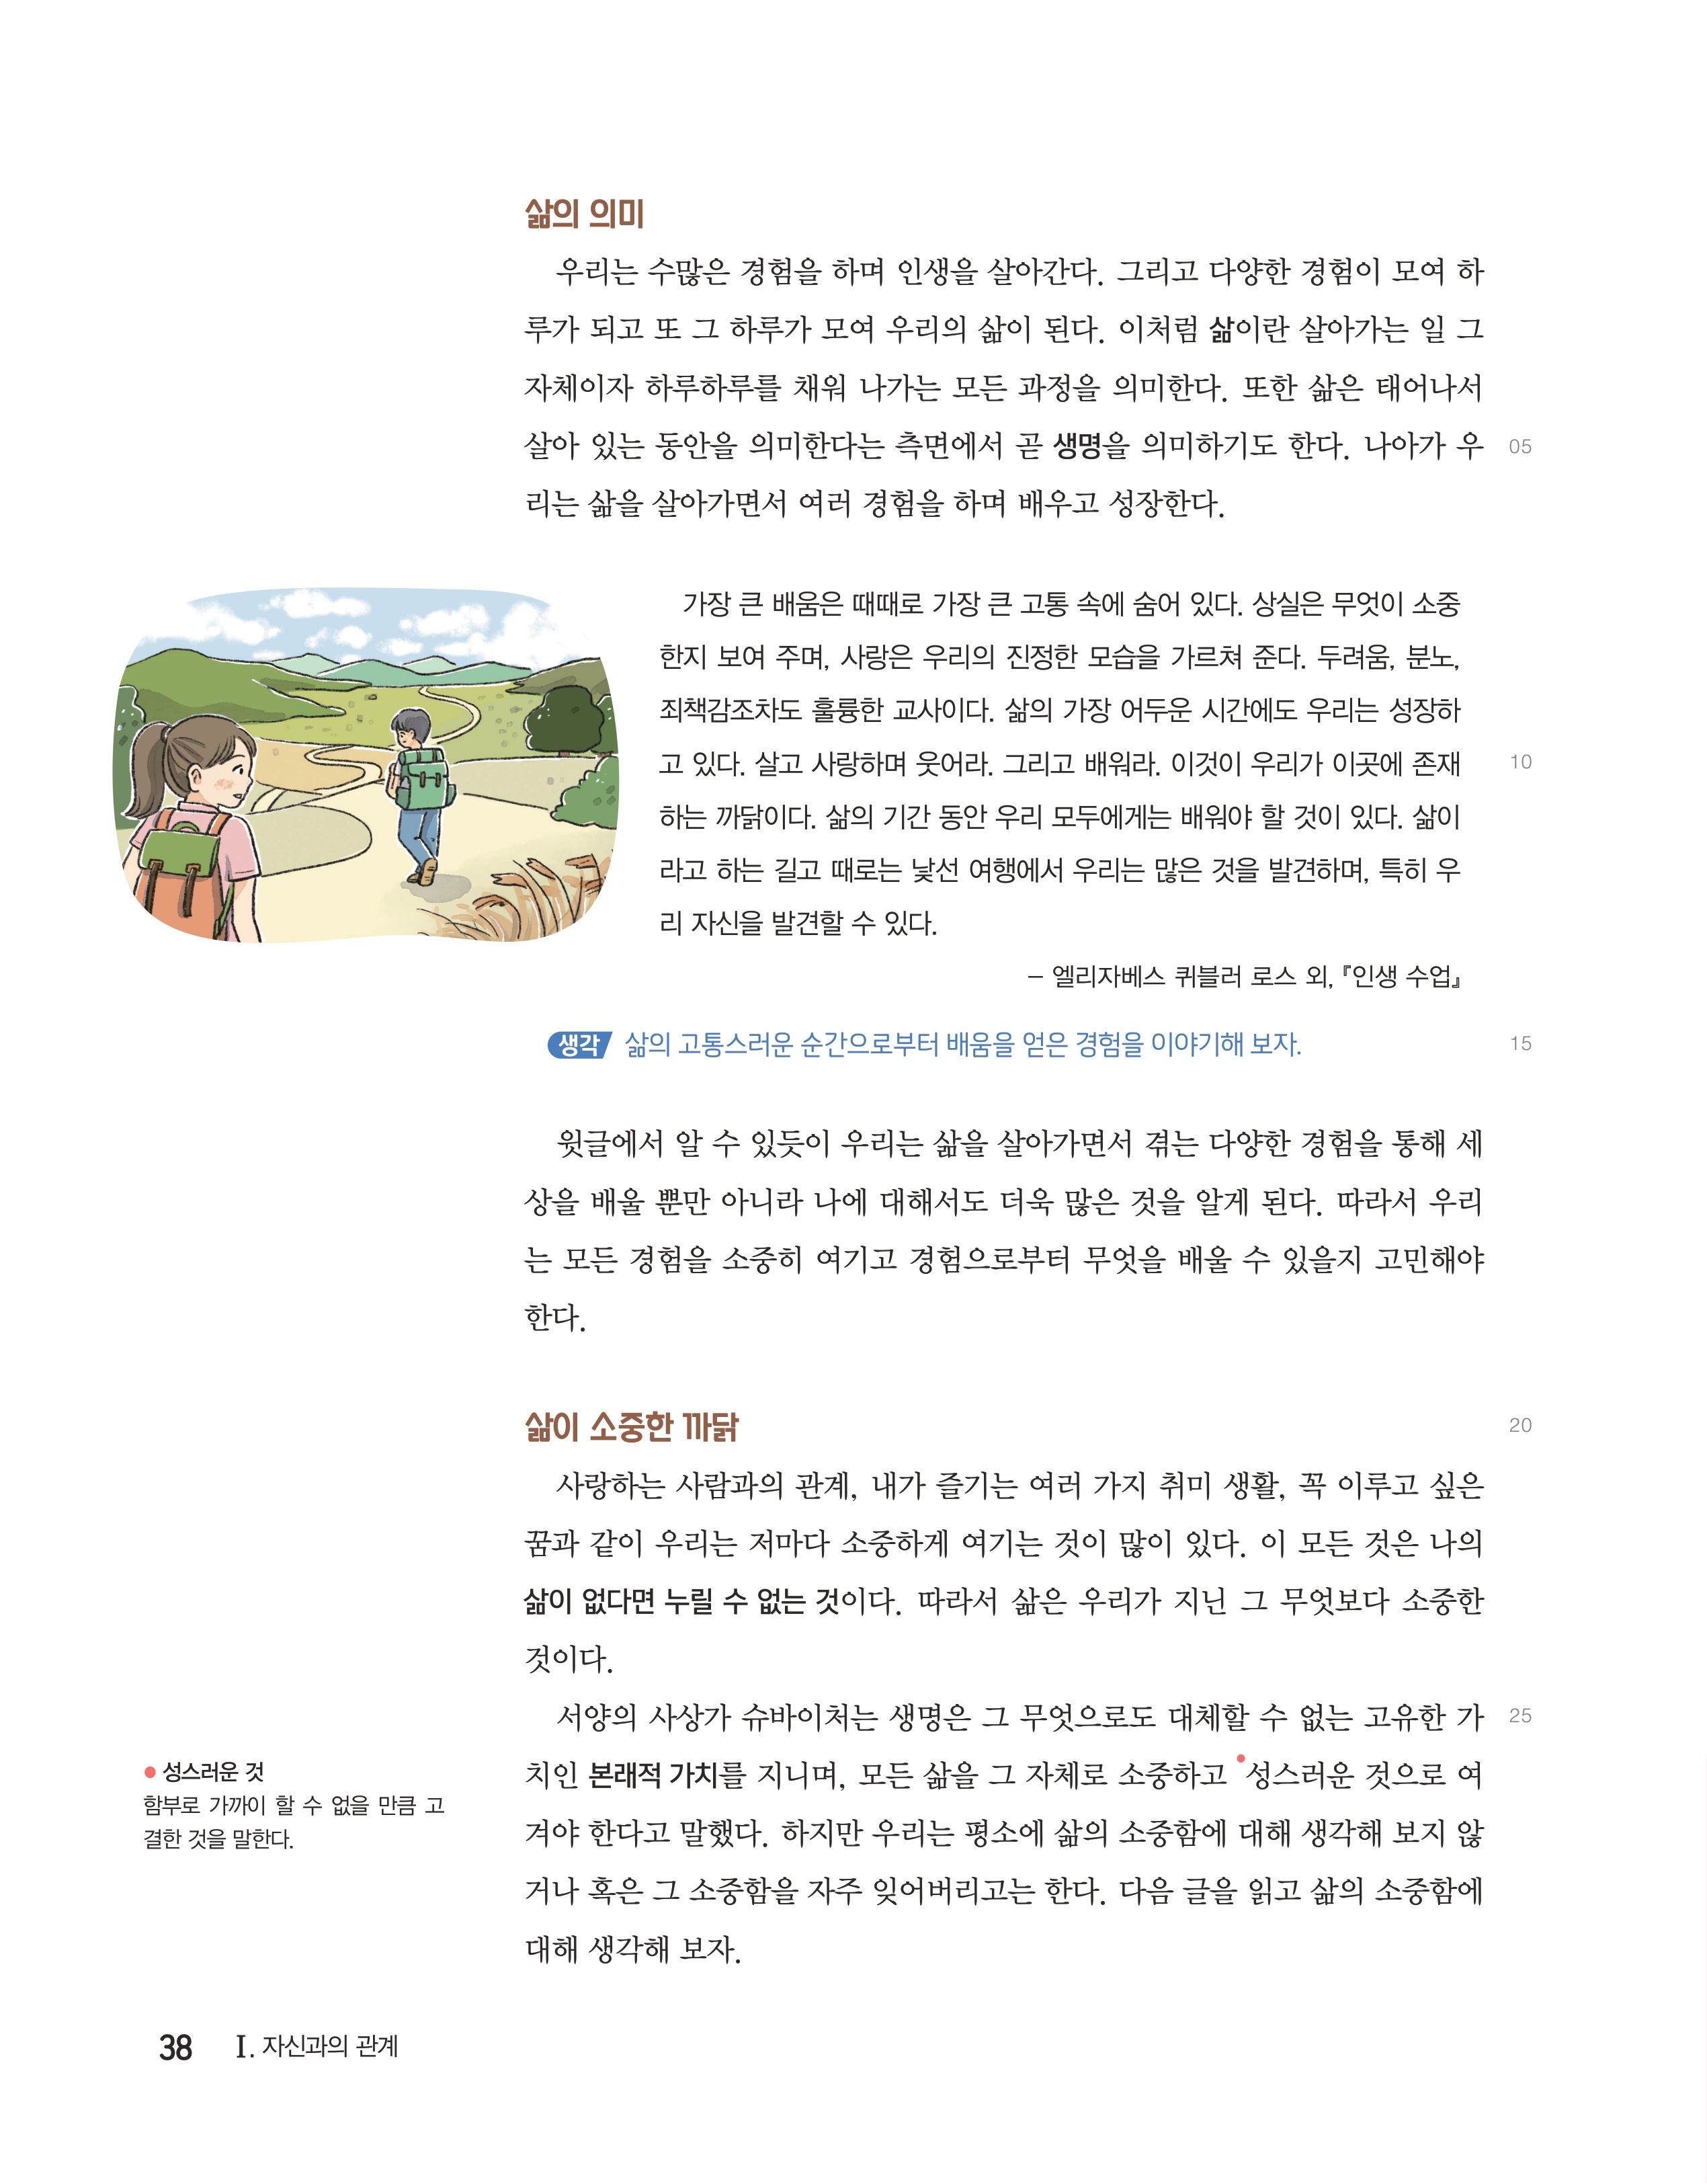 삶의 의미
우리는 수많은 경험을 하며 인생을 살아간다. 그리고 다양한 경험이 모여 하
루가 되고 또 그 하루가 모여 우리의 삶이 된다. 이처럼 삶이란 살아가는 일 그
자체이자 하루하루를 채워 나가는 모든 과정을 의미한다. 또한 삶은 태어나서
살아 있는 동안을 의미한다는 측면에서 곧 생명을 의미하기도 한다. 나아가 우 05
리는 삶을 살아가면서 여러 경험을 하며 배우고 성장한다.
가장 큰 배움은 때때로 가장 큰 고통 속에 숨어 있다. 상실은 무엇이 소중
한지 보여 주며, 사랑은 우리의 진정한 모습을 가르쳐 준다. 두려움, 분노,
죄책감조차도 훌륭한 교사이다. 삶의 가장 어두운 시간에도 우리는 성장하
고 있다. 살고 사랑하며 웃어라. 그리고 배워라. 이것이 우리가 이곳에 존재 10
하는 까닭이다. 삶의 기간 동안 우리 모두에게는 배워야 할 것이 있다. 삶이
라고 하는 길고 때로는 낯선 여행에서 우리는 많은 것을 발견하며, 특히 우
리 자신을 발견할 수 있다.
– 엘리자베스 퀴블러 로스 외, 『인생 수업』
생각 삶의 고통스러운 순간으로부터 배움을 얻은 경험을 이야기해 보자. 15
윗글에서 알 수 있듯이 우리는 삶을 살아가면서 겪는 다양한 경험을 통해 세
상을 배울 뿐만 아니라 나에 대해서도 더욱 많은 것을 알게 된다. 따라서 우리
는 모든 경험을 소중히 여기고 경험으로부터 무엇을 배울 수 있을지 고민해야
한다.
삶이 소중한 까닭 20
사랑하는 사람과의 관계, 내가 즐기는 여러 가지 취미 생활, 꼭 이루고 싶은
꿈과 같이 우리는 저마다 소중하게 여기는 것이 많이 있다. 이 모든 것은 나의
삶이 없다면 누릴 수 없는 것이다. 따라서 삶은 우리가 지닌 그 무엇보다 소중한
것이다.
서양의 사상가 슈바이처는 생명은 그 무엇으로도 대체할 수 없는 고유한 가 25
치인 본래적 가치를 지니며, 모든 삶을 그 자체로 소중하고 •성스러운 것으로 여
겨야 한다고 말했다. 하지만 우리는 평소에 삶의 소중함에 대해 생각해 보지 않
거나 혹은 그 소중함을 자주 잊어버리고는 한다. 다음 글을 읽고 삶의 소중함에
대해 생각해 보자.
• 성스러운 것
함부로 가까이 할 수 없을 만큼 고
결한 것을 말한다.
38 Ⅰ. 자신과의 관계